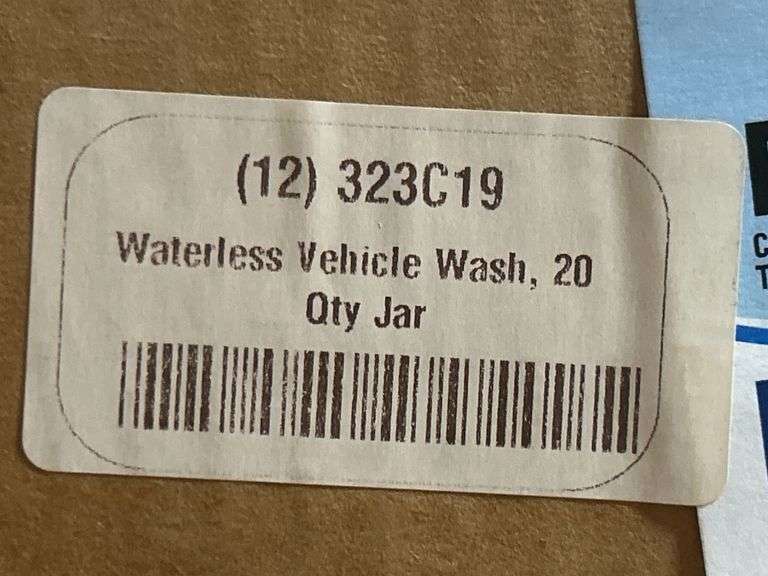 (12) 323C19
Waterless Vehicle Wash, 20
Qty Jar
C
T